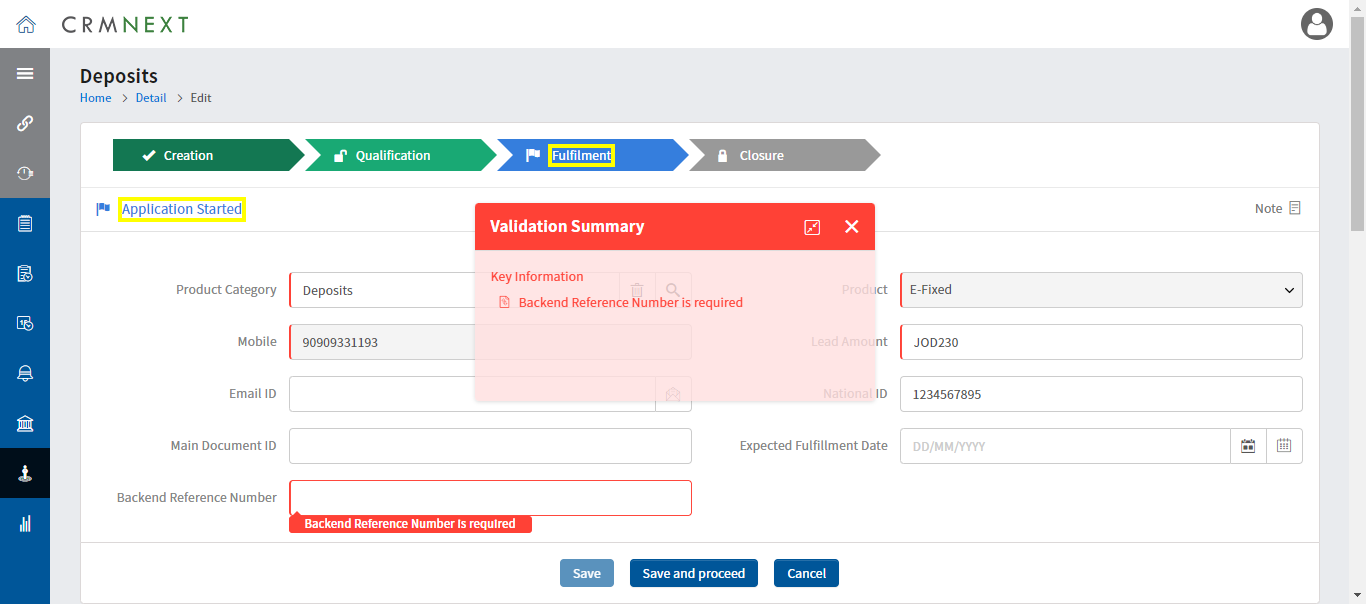 CRMNEXT
Deposits
Home > Detail > Edit
Creation
Qualification
Fulfilment
Closure
Application Started
Note
Validation Summary
Key Information
Backend Reference Number is required
Product Category
Deposits
Product
E-Fixed
Mobile
90909331193
Lead Amount
JOD230
Email ID
National ID
1234567895
Main Document ID
Expected Fulfillment Date
DD/MM/YYYY
Backend Reference Number
Backend Reference Number is required
Save
Save and proceed
Cancel